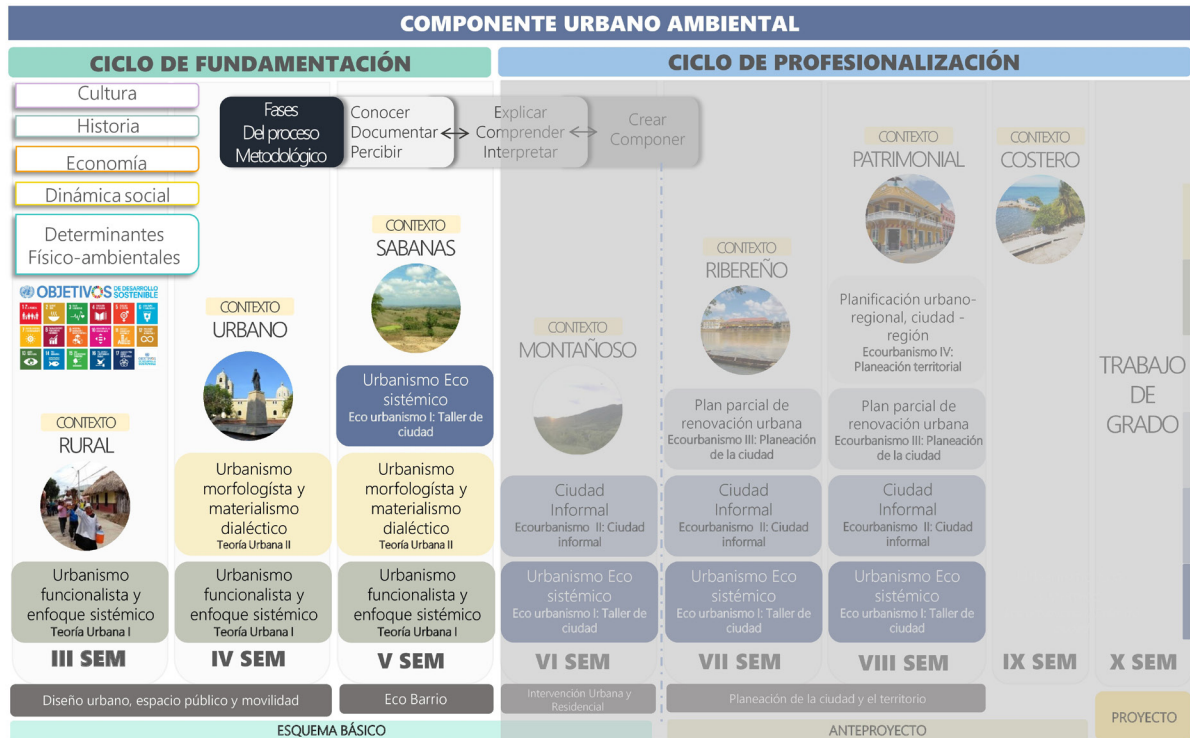 COMPONENTE URBANO AMBIENTAL
CICLO DE FUNDAMENTACIÓN
CICLO DE PROFESIONALIZACIÓN
Cultura
Historia
Economía
Dinámica social
Determinantes
Físico-ambientales
Fases
Del proceso
Metodológico
Conocer
Documentar
Percibir
Explicar
Comprender
Interpretar
Crear
Componer
OBJETIVOS DE DESARROLLO
SOSTENIBLE
CONTEXTO
RURAL
Urbanismo
funcionalista y
enfoque sistémico
Teoría Urbana I
III SEM
CONTEXTO
URBANO
Urbanismo
morfologísta y
materialismo
dialéctico
Teoría Urbana II
Urbanismo
funcionalista y
enfoque sistémico
Teoría Urbana I
IV SEM
CONTEXTO
SABANAS
Urbanismo Eco
sistémico
Eco urbanismo I: Taller de
ciudad
Urbanismo
morfologísta y
materialismo
dialéctico
Teoría Urbana II
Urbanismo
funcionalista y
enfoque sistémico
Teoría Urbana I
V SEM
CONTEXTO
MONTAÑOSO
Ciudad
Informal
Ecourbanismo II: Ciudad
informal
Urbanismo Eco
sistémico
Eco urbanismo I: Taller de
ciudad
VI SEM
CONTEXTO
RIBEREÑO
Plan parcial de
renovación urbana
Ecourbanismo III: Planeación
de la ciudad
Ciudad
Informal
Ecourbanismo II: Ciudad
informal
Urbanismo Eco
sistémico
Eco urbanismo I: Taller de
ciudad
VII SEM
CONTEXTO
PATRIMONIAL
Planificación urbano-
regional, ciudad -
región
Ecourbanismo IV:
Planeación territorial
Plan parcial de
renovación urbana
Ecourbanismo III: Planeación
de la ciudad
Ciudad
Informal
Ecourbanismo II: Ciudad
informal
Urbanismo Eco
sistémico
Eco urbanismo I: Taller de
ciudad
VIII SEM
CONTEXTO
COSTERO
IX SEM
TRABAJO
DE
GRADO
X SEM
Diseño urbano, espacio público y movilidad
Eco Barrio
Intervención Urbana y
Residencial
Planeación de la ciudad y el territorio
ESQUEMA BÁSICO
ANTEPROYECTO
PROYECTO